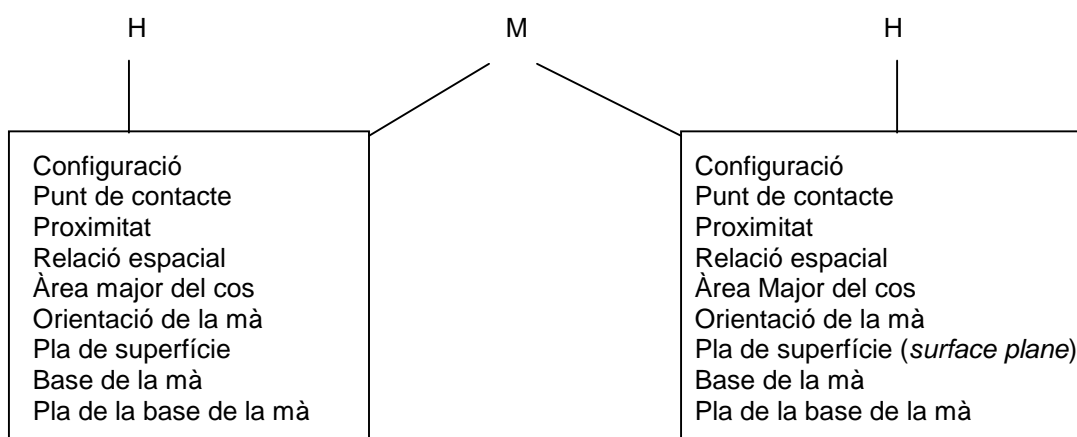 H M H
Configuració
Punt de contacte
Proximitat
Relació espacial
Àrea major del cos
Orientació de la mà
Pla de superfície
Base de la mà
Pla de la base de la mà
Configuració
Punt de contacte
Proximitat
Relació espacial
Àrea Major del cos
Orientació de la mà
Pla de superfície (surface plane)
Base de la mà
Pla de la base de la mà